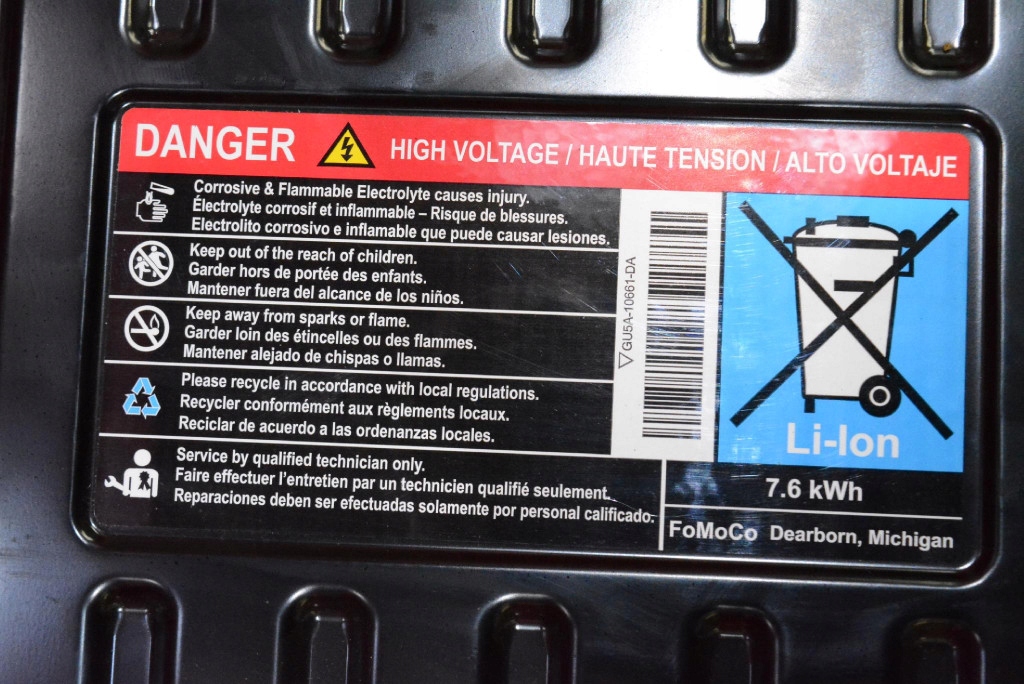 DANGER HIGH VOLTAGE / HAUTE TENSION / ALTO VOLTAJE
Corrosive & Flammable Electrolyte causes injury.
Électrolyte corrosif et inflammable – Risque de blessures.
Electrolito corrosivo e inflamable que puede causar lesiones.
Keep out of the reach of children.
Garder hors de portée des enfants.
Mantener fuera del alcance de los niños.
Keep away from sparks or flame.
Garder loin des étincelles ou des flammes.
Mantener alejado de chispas o llamas.
Please recycle in accordance with local regulations.
Recycler conformément aux règlements locaux.
Reciclar de acuerdo a las ordenanzas locales.
Service by qualified technician only.
Faire effectuer l'entretien par un technicien qualifié seulement.
Reparaciones deben ser efectuadas solamente por personal calificado.
GU5A-10661-DA
Li-Ion
7.6 kWh
FoMoCo Dearborn, Michigan